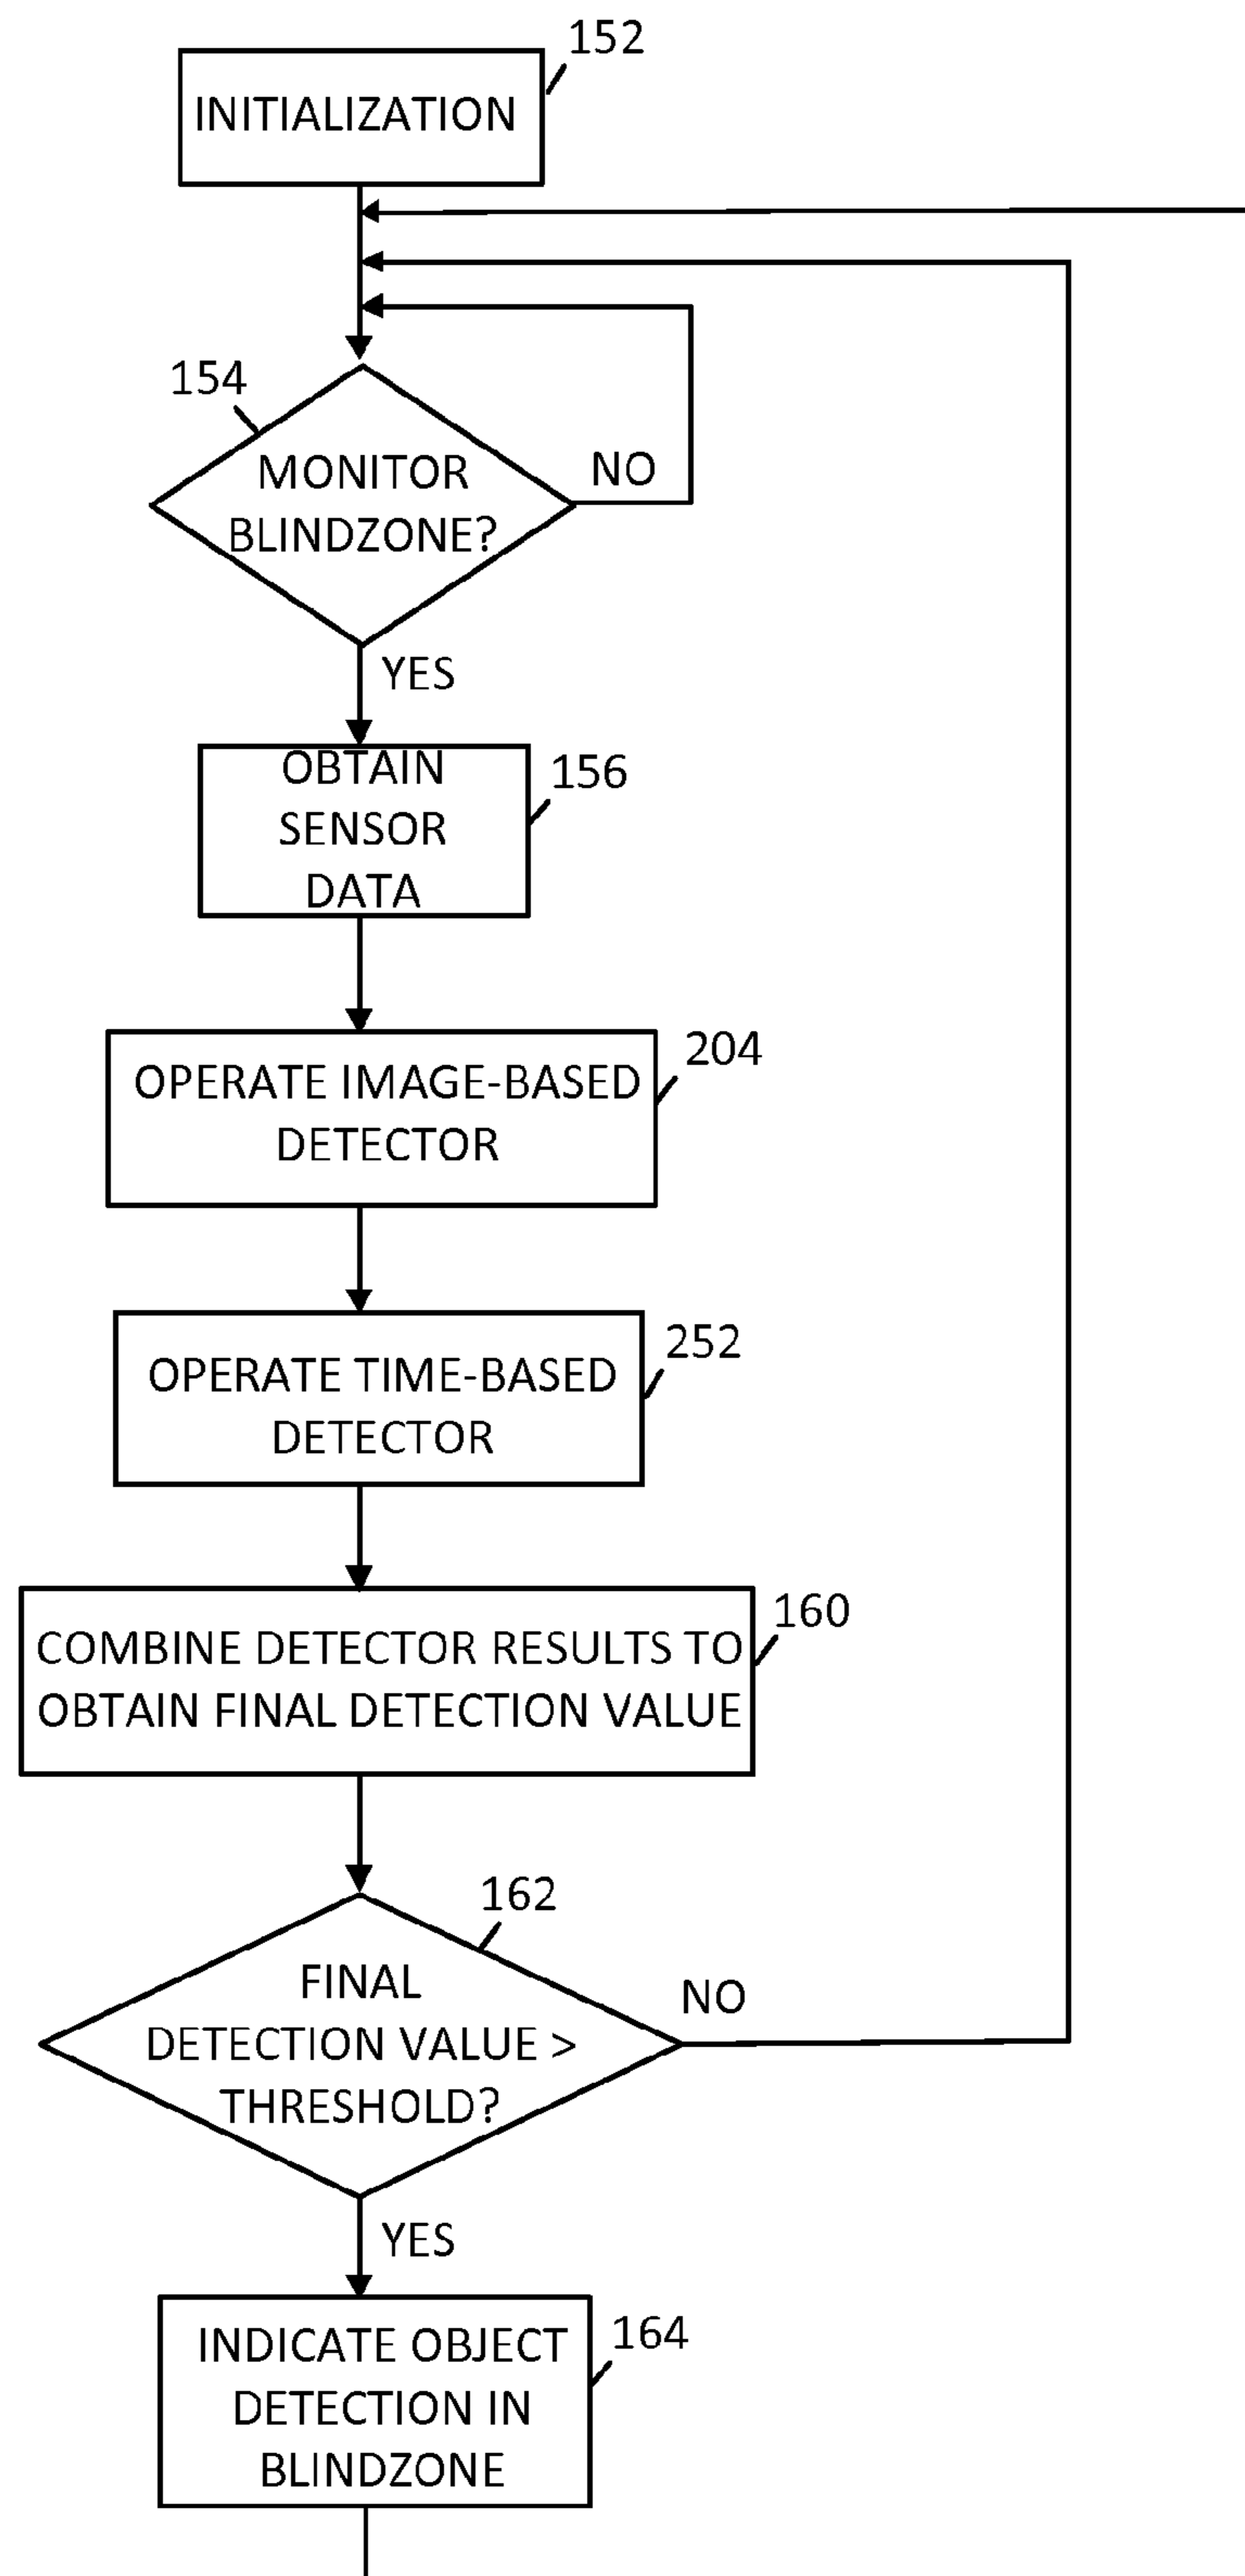 152
INITIALIZATION
154
MONITOR
BLINDZONE?
NO
YES
OBTAIN
SENSOR
DATA
156
204
OPERATE IMAGE-BASED
DETECTOR
252
OPERATE TIME-BASED
DETECTOR
160
COMBINE DETECTOR RESULTS TO
OBTAIN FINAL DETECTION VALUE
162
FINAL
DETECTION VALUE >
THRESHOLD?
NO
YES
INDICATE OBJECT
DETECTION IN
BLINDZONE
164